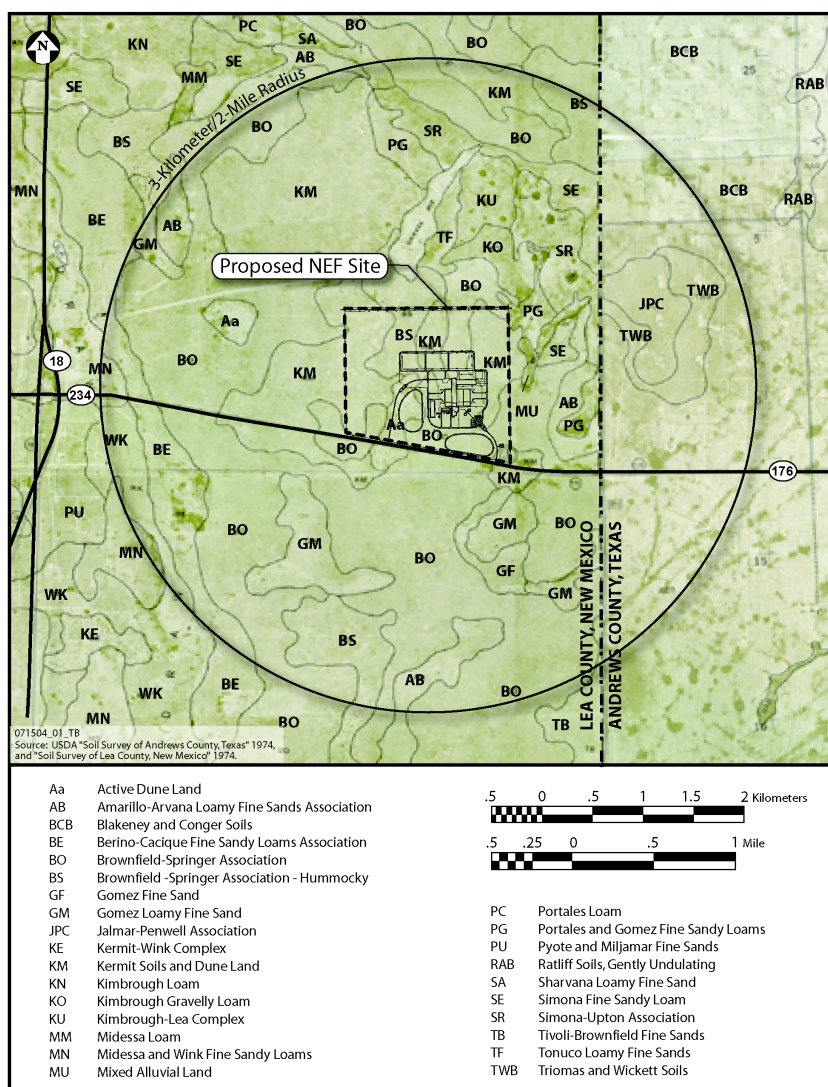 PC
BO
KN
SA
BO
BCB
AB
SE
MM
25
RAB
SE
KM
BS
3-Kilometer/2-Mile Radius
BO
SR
BO
BS
PG
MN
KM
SE
BCB
RAB
KU
BE
AB
GM
TF
KO
SR
Proposed NEF Site
BO
JPC
TWB
Aa
PG
BS
KM
TWB
SE
18
BO
KM
KM
MN
234
MU
AB
Aa
PG
WK
BE
BO
BO
KM
176
PU
GM
BO
BO
GM
BO
MN
GF
WK
GM
LEA COUNTY, NEW MEXICO
ANDREWS COUNTY, TEXAS
15
KE
BS
AB
WK
BE
BO
MN
BO
TB
N
071504_01_TB
Source: USDA "Soil Survey of Andrews County, Texas" 1974,
and "Soil Survey of Lea County, New Mexico" 1974.
Aa Active Dune Land
AB Amarillo-Arvana Loamy Fine Sands Association
BCB Blakeney and Conger Soils
BE Berino-Cacique Fine Sandy Loams Association
BO Brownfield-Springer Association
BS Brownfield -Springer Association - Hummocky
GF Gomez Fine Sand
GM Gomez Loamy Fine Sand
JPC Jalmar-Penwell Association
KE Kermit-Wink Complex
KM Kermit Soils and Dune Land
KN Kimbrough Loam
KO Kimbrough Gravelly Loam
KU Kimbrough-Lea Complex
MM Midessa Loam
MN Midessa and Wink Fine Sandy Loams
MU Mixed Alluvial Land
.5 0 .5 1 1.5 2 Kilometers
.5 .25 0 .5 1 Mile
PC Portales Loam
PG Portales and Gomez Fine Sandy Loams
PU Pyote and Miljamar Fine Sands
RAB Ratliff Soils, Gently Undulating
SA Sharvana Loamy Fine Sand
SE Simona Fine Sandy Loam
SR Simona-Upton Association
TB Tivoli-Brownfield Fine Sands
TF Tonuco Loamy Fine Sands
TWB Triomas and Wickett Soils